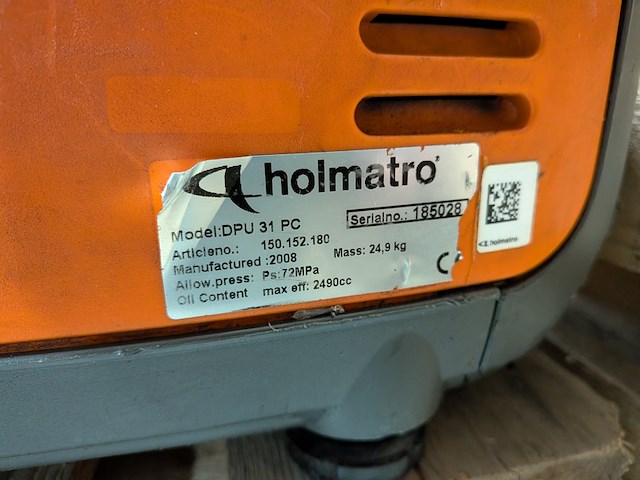 holmatro
Model:DPU 31 PC
Serialno.: 185028
Articleno.: 150.152.180
Manufactured :2008 Mass: 24,9 kg
Allow.press: Ps:72MPa
Oil Content max eff: 2490cc
C
holmatro